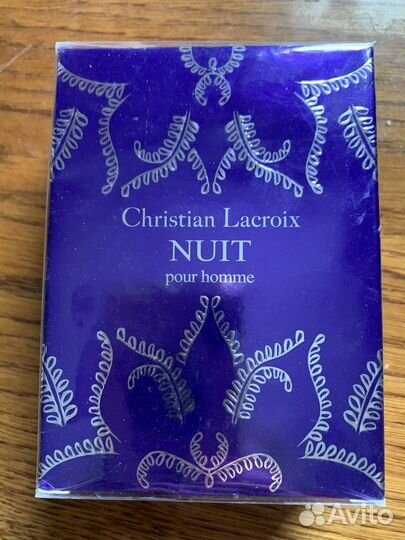 Christian Lacroix
NUIT
pour homme
Avito